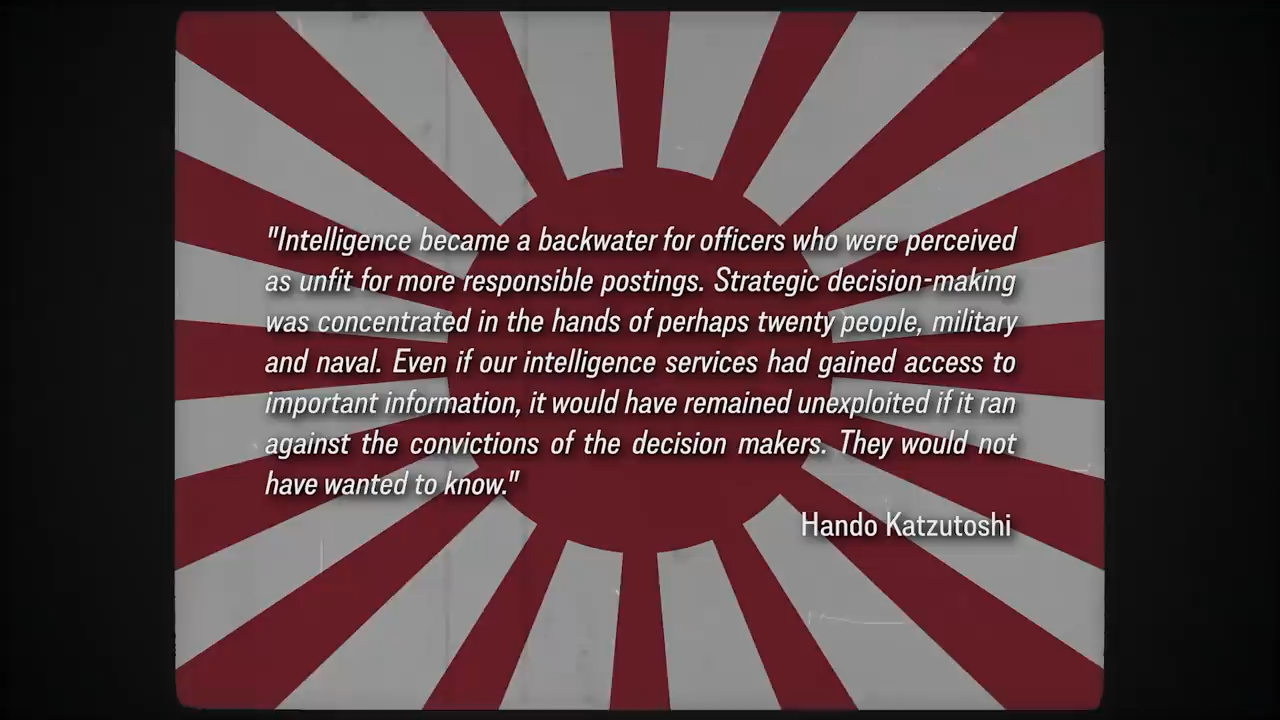 "Intelligence became a backwater for officers who were perceived
as unfit for more responsible postings. Strategic decision-making
was concentrated in the hands of perhaps twenty people, military
and naval. Even if our intelligence services had gained access to
important information, it would have remained unexploited if it ran
against the convictions of the decision makers. They would not
have wanted to know."
Hando Katzutoshi